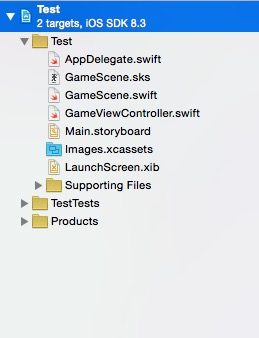 Test
2 targets, iOS SDK 8.3
Test
AppDelegate.swift
GameScene.sks
GameScene.swift
GameViewController.swift
Main.storyboard
Images.xcassets
LaunchScreen.xib
Supporting Files
TestTests
Products